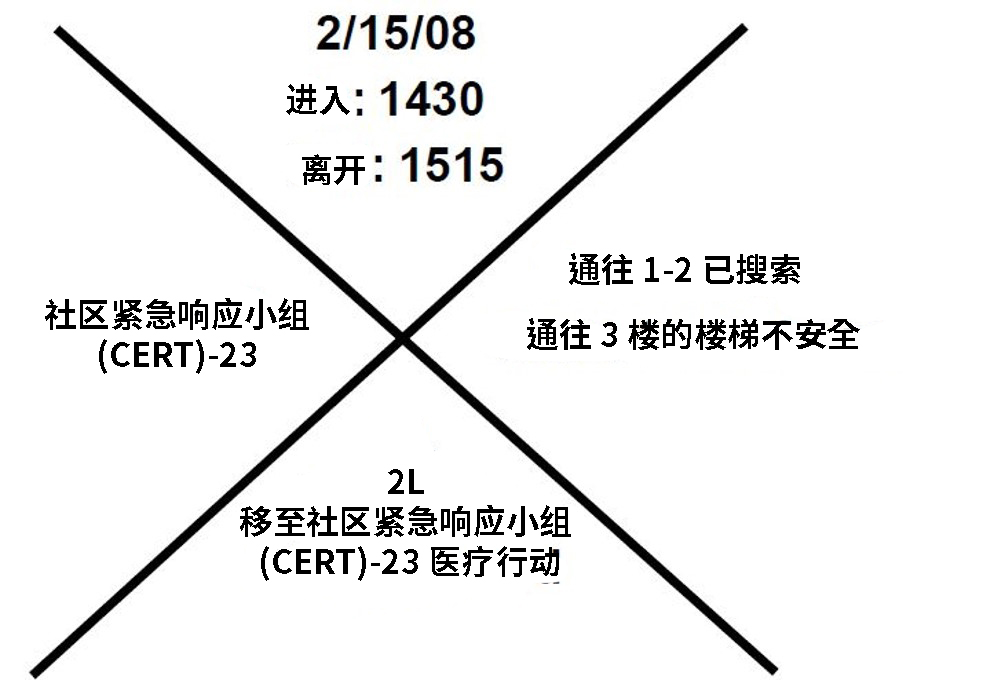 2/15/08
进入: 1430
离开: 1515
通往 1-2 已搜索
通往 3 楼的楼梯不安全
社区紧急响应小组
(CERT)-23
2L
移至社区紧急响应小组
(CERT)-23 医疗行动